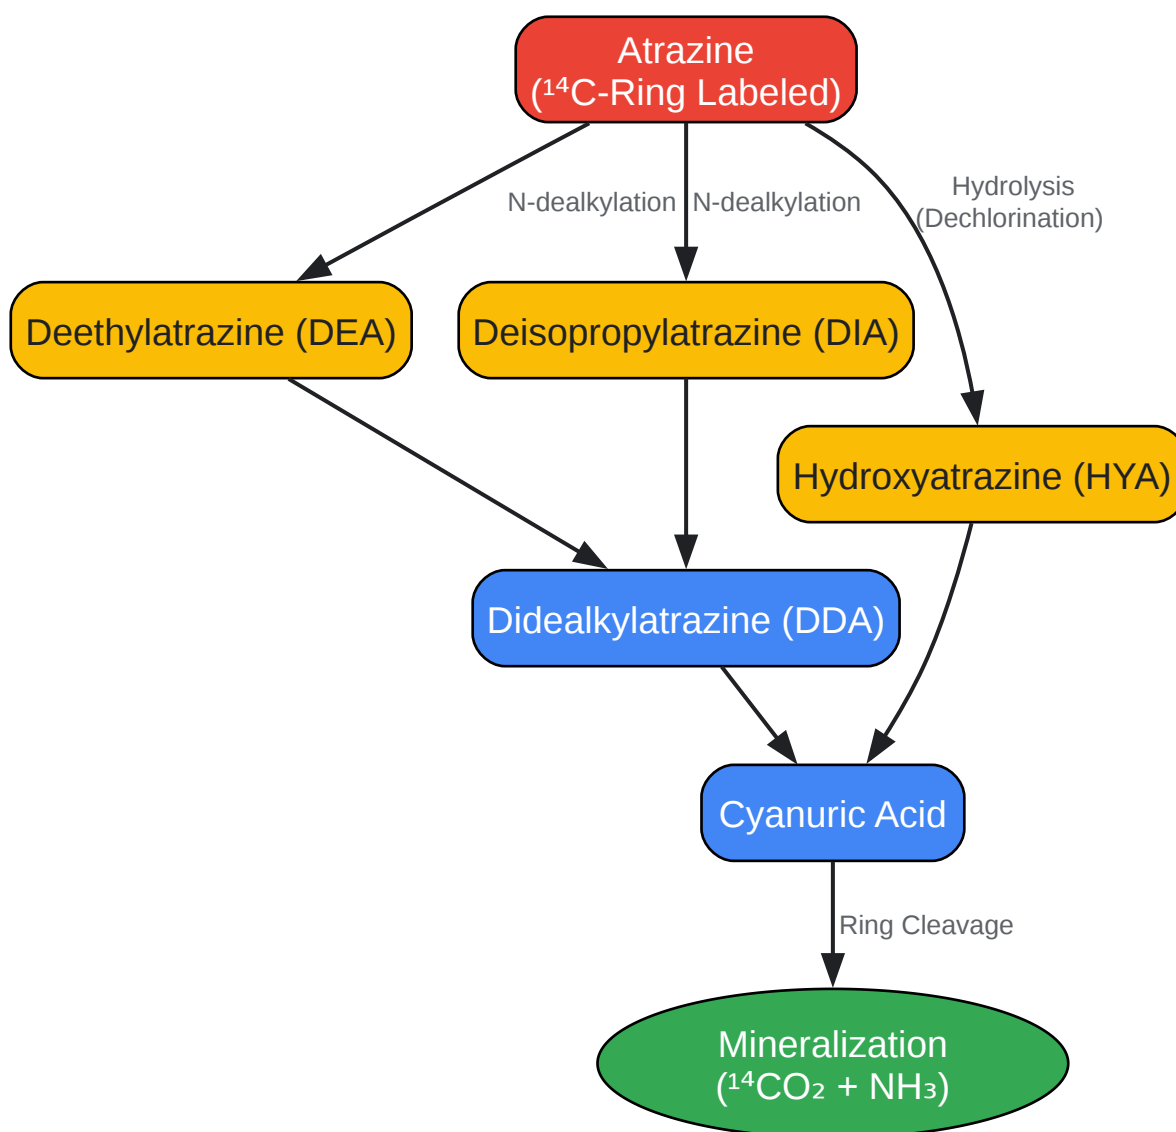 Atrazine
(¹⁴C-Ring Labeled)
N-dealkylation
N-dealkylation
Hydrolysis
(Dechlorination)
Deethylatrazine (DEA)
Deisopropylatrazine (DIA)
Hydroxyatrazine (HYA)
Didealkylatrazine (DDA)
Cyanuric Acid
Ring Cleavage
Mineralization
(¹⁴CO₂ + NH₃)